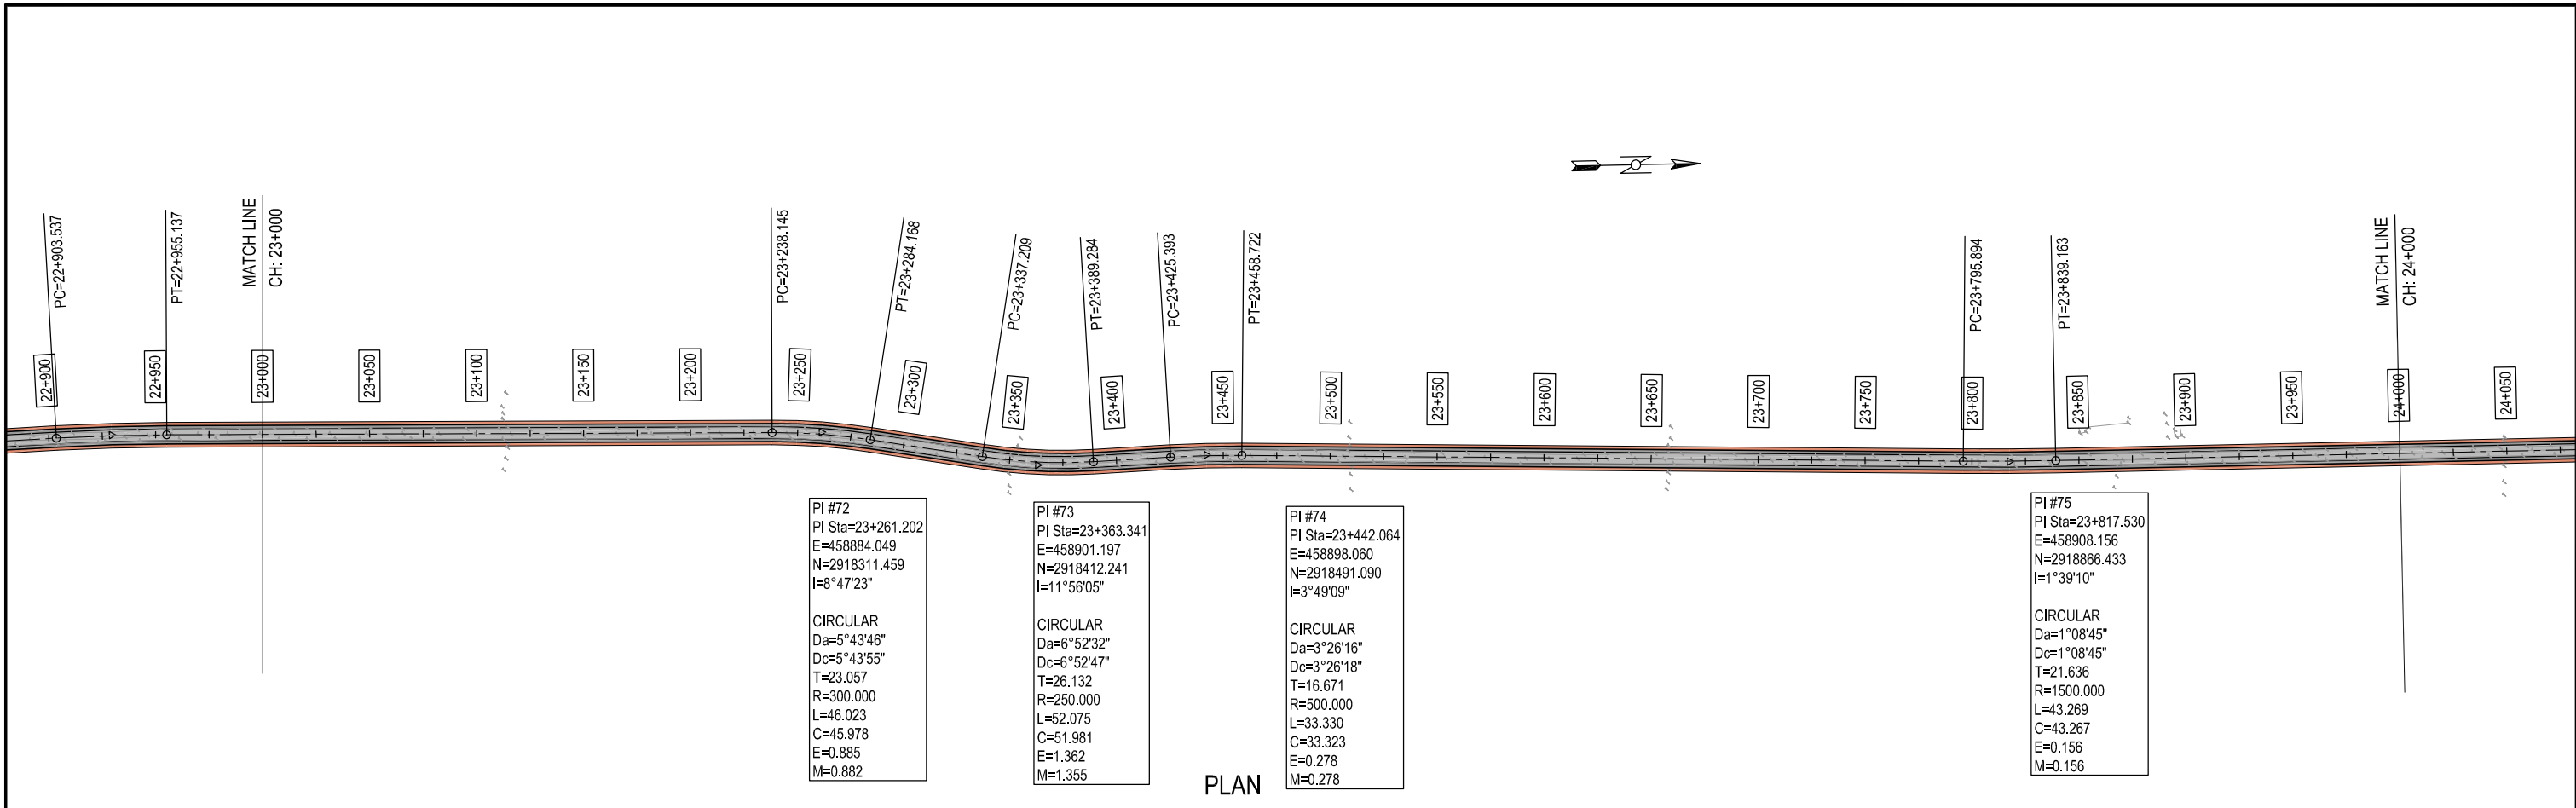 PC=22+903.537
PT=22+955.137
MATCH LINE
CH: 23+000
PC=23+238.145
PT=23+284.168
PC=23+337.209
PT=23+389.284
PC=23+425.393
PT=23+458.722
PC=23+795.894
PT=23+839.163
MATCH LINE
CH: 24+000
Z
22+900
22+950
23+000
23+050
23+100
23+150
23+200
23+250
23+300
23+350
23+400
23+450
23+500
23+550
23+600
23+650
23+700
23+750
23+800
23+850
23+900
23+950
24+000
24+050
PI #72
PI Sta=23+261.202
E=458884.049
N=2918311.459
I=8°47'23"
CIRCULAR
Da=5°43'46"
Dc=5°43'55"
T=23.057
R=300.000
L=46.023
C=45.978
E=0.885
M=0.882
PI #73
PI Sta=23+363.341
E=458901.197
N=2918412.241
I=11°56'05"
CIRCULAR
Da=6°52'32"
Dc=6°52'47"
T=26.132
R=250.000
L=52.075
C=51.981
E=1.362
M=1.355
PI #74
PI Sta=23+442.064
E=458898.060
N=2918491.090
I=3°49'09"
CIRCULAR
Da=3°26'16"
Dc=3°26'18"
T=16.671
R=500.000
L=33.330
C=33.323
E=0.278
M=0.278
PI #75
PI Sta=23+817.530
E=458908.156
N=2918866.433
I=1°39'10"
CIRCULAR
Da=1°08'45"
Dc=1°08'45"
T=21.636
R=1500.000
L=43.269
C=43.267
E=0.156
M=0.156
PLAN